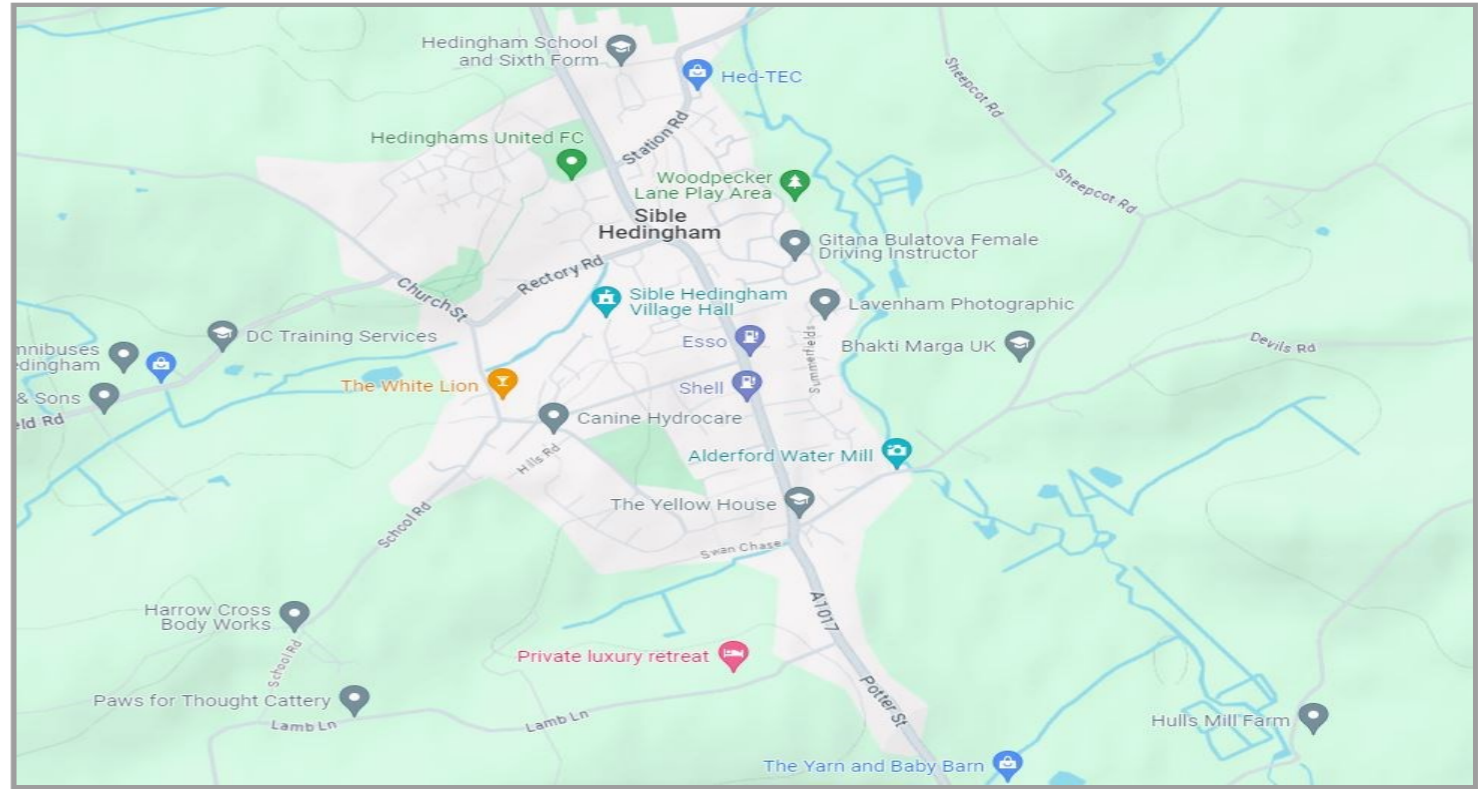 Hedingham School
and Sixth Form
Hed-TEC
Sheepcot Rd
Hedinghams United FC
Station Rd
Woodpecker
Lane Play Area
Sheepcot Rd
Sible
Hedingham
Gitana Bulatova Female
Driving Instructor
Rectory Rd
Church St
Sible Hedingham
Village Hall
Lavenham Photographic
DC Training Services
Esso
Summerfields
Bhakti Marga UK
Devils Rd
mnibuses
edingham
The White Lion
Shell
& Sons
eld Rd
Canine Hydrocare
Hills Rd
Alderford Water Mill
The Yellow House
School Rd
Swan Chase
Harrow Cross
Body Works
A1017
School Rd
Private luxury retreat
Potter St
Paws for Thought Cattery
Lamb Ln
Lamb Ln
Hulls Mill Farm
The Yarn and Baby Barn